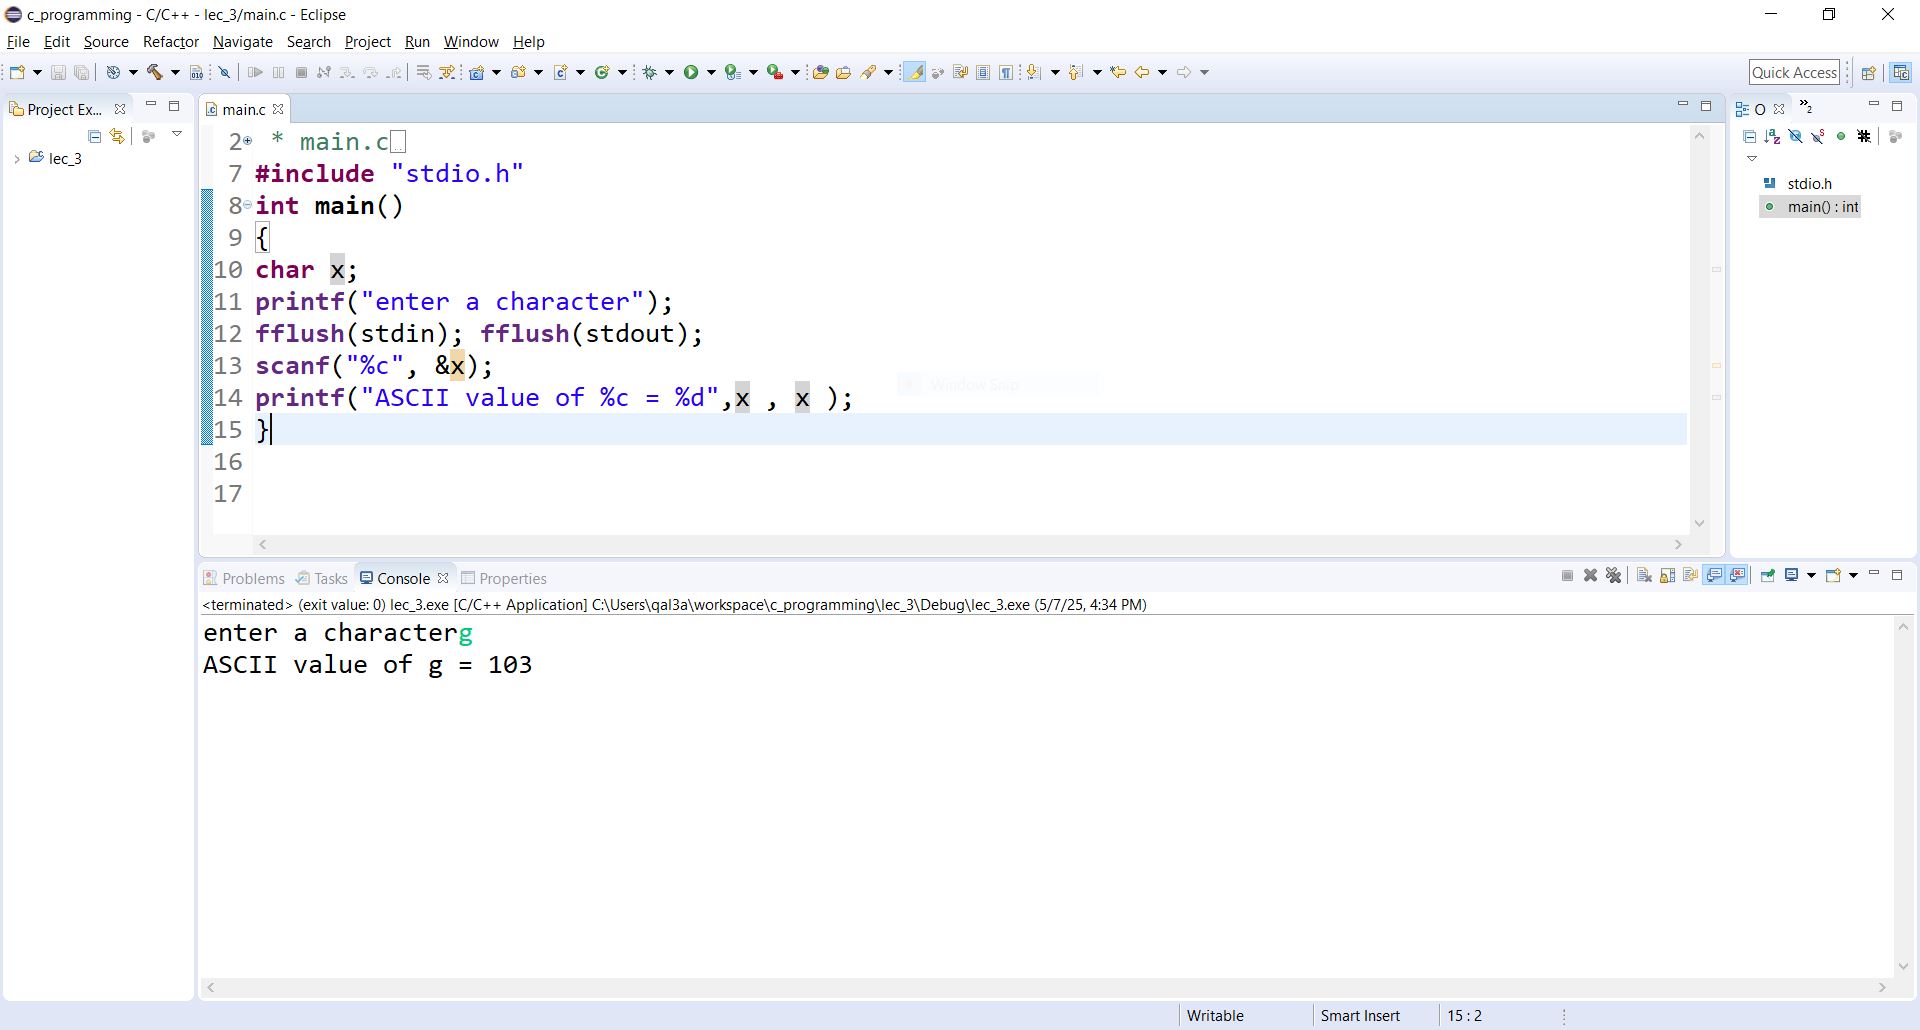 c_programming - C/C++ - lec_3/main.c - Eclipse
File Edit Source Refactor Navigate Search Project Run Window Help
Quick Access
Project Ex...
lec_3
main.c
2 * main.c
7 #include "stdio.h"
8 int main()
9 {
10 char x;
11 printf("enter a character");
12 fflush(stdin); fflush(stdout);
13 scanf("%c", &x);
14 printf("ASCII value of %c = %d",x , x );
15 }
16
17
Window Snip
O
2
stdio.h
main() : int
Problems Tasks Console Properties
<terminated> (exit value: 0) lec_3.exe [C/C++ Application] C:\Users\qal3a\workspace\c_programming\lec_3\Debug\lec_3.exe (5/7/25, 4:34 PM)
enter a characterg
ASCII value of g = 103
Writable Smart Insert 15 : 2